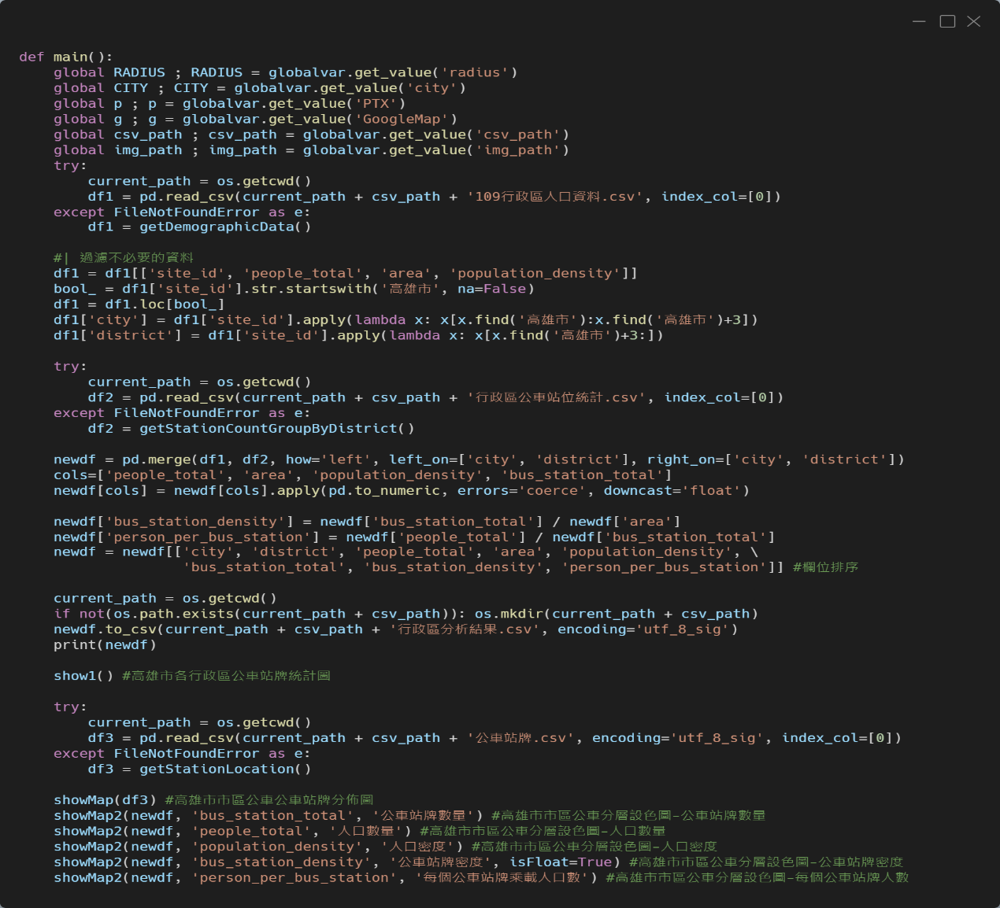 def main():
    global RADIUS ; RADIUS = globalvar.get_value('radius')
    global CITY ; CITY = globalvar.get_value('city')
    global p ; p = globalvar.get_value('PTX')
    global g ; g = globalvar.get_value('GoogleMap')
    global csv_path ; csv_path = globalvar.get_value('csv_path')
    global img_path ; img_path = globalvar.get_value('img_path')
    try:
        current_path = os.getcwd()
        df1 = pd.read_csv(current_path + csv_path + '109行政區人口資料.csv', index_col=[0])
    except FileNotFoundError as e:
        df1 = getDemographicData()

    #| 過濾不必要的資料
    df1 = df1[['site_id', 'people_total', 'area', 'population_density']]
    bool_ = df1['site_id'].str.startswith('高雄市', na=False)
    df1 = df1.loc[bool_]
    df1['city'] = df1['site_id'].apply(lambda x: x[x.find('高雄市'):x.find('高雄市')+3])
    df1['district'] = df1['site_id'].apply(lambda x: x[x.find('高雄市')+3:])

    try:
        current_path = os.getcwd()
        df2 = pd.read_csv(current_path + csv_path + '行政區公車站位統計.csv', index_col=[0])
    except FileNotFoundError as e:
        df2 = getStationCountGroupByDistrict()

    newdf = pd.merge(df1, df2, how='left', left_on=['city', 'district'], right_on=['city', 'district'])
    cols=['people_total', 'area', 'population_density', 'bus_station_total']
    newdf[cols] = newdf[cols].apply(pd.to_numeric, errors='coerce', downcast='float')

    newdf['bus_station_density'] = newdf['bus_station_total'] / newdf['area']
    newdf['person_per_bus_station'] = newdf['people_total'] / newdf['bus_station_total']
    newdf = newdf[['city', 'district', 'people_total', 'area', 'population_density', \
                   'bus_station_total', 'bus_station_density', 'person_per_bus_station']] #欄位排序

    current_path = os.getcwd()
    if not(os.path.exists(current_path + csv_path)): os.mkdir(current_path + csv_path)
    newdf.to_csv(current_path + csv_path + '行政區分析結果.csv', encoding='utf_8_sig')
    print(newdf)

    show1() #高雄市各行政區公車站牌統計圖

    try:
        current_path = os.getcwd()
        df3 = pd.read_csv(current_path + csv_path + '公車站牌.csv', encoding='utf_8_sig', index_col=[0])
    except FileNotFoundError as e:
        df3 = getStationLocation()

    showMap(df3) #高雄市市區公車公車站牌分佈圖
    showMap2(newdf, 'bus_station_total', '公車站牌數量') #高雄市市區公車分層設色圖-公車站牌數量
    showMap2(newdf, 'people_total', '人口數量') #高雄市市區公車分層設色圖-人口數量
    showMap2(newdf, 'population_density', '人口密度') #高雄市市區公車分層設色圖-人口密度
    showMap2(newdf, 'bus_station_density', '公車站牌密度', isFloat=True) #高雄市市區公車分層設色圖-公車站牌密度
    showMap2(newdf, 'person_per_bus_station', '每個公車站牌乘載人口數') #高雄市市區公車分層設色圖-每個公車站牌人數